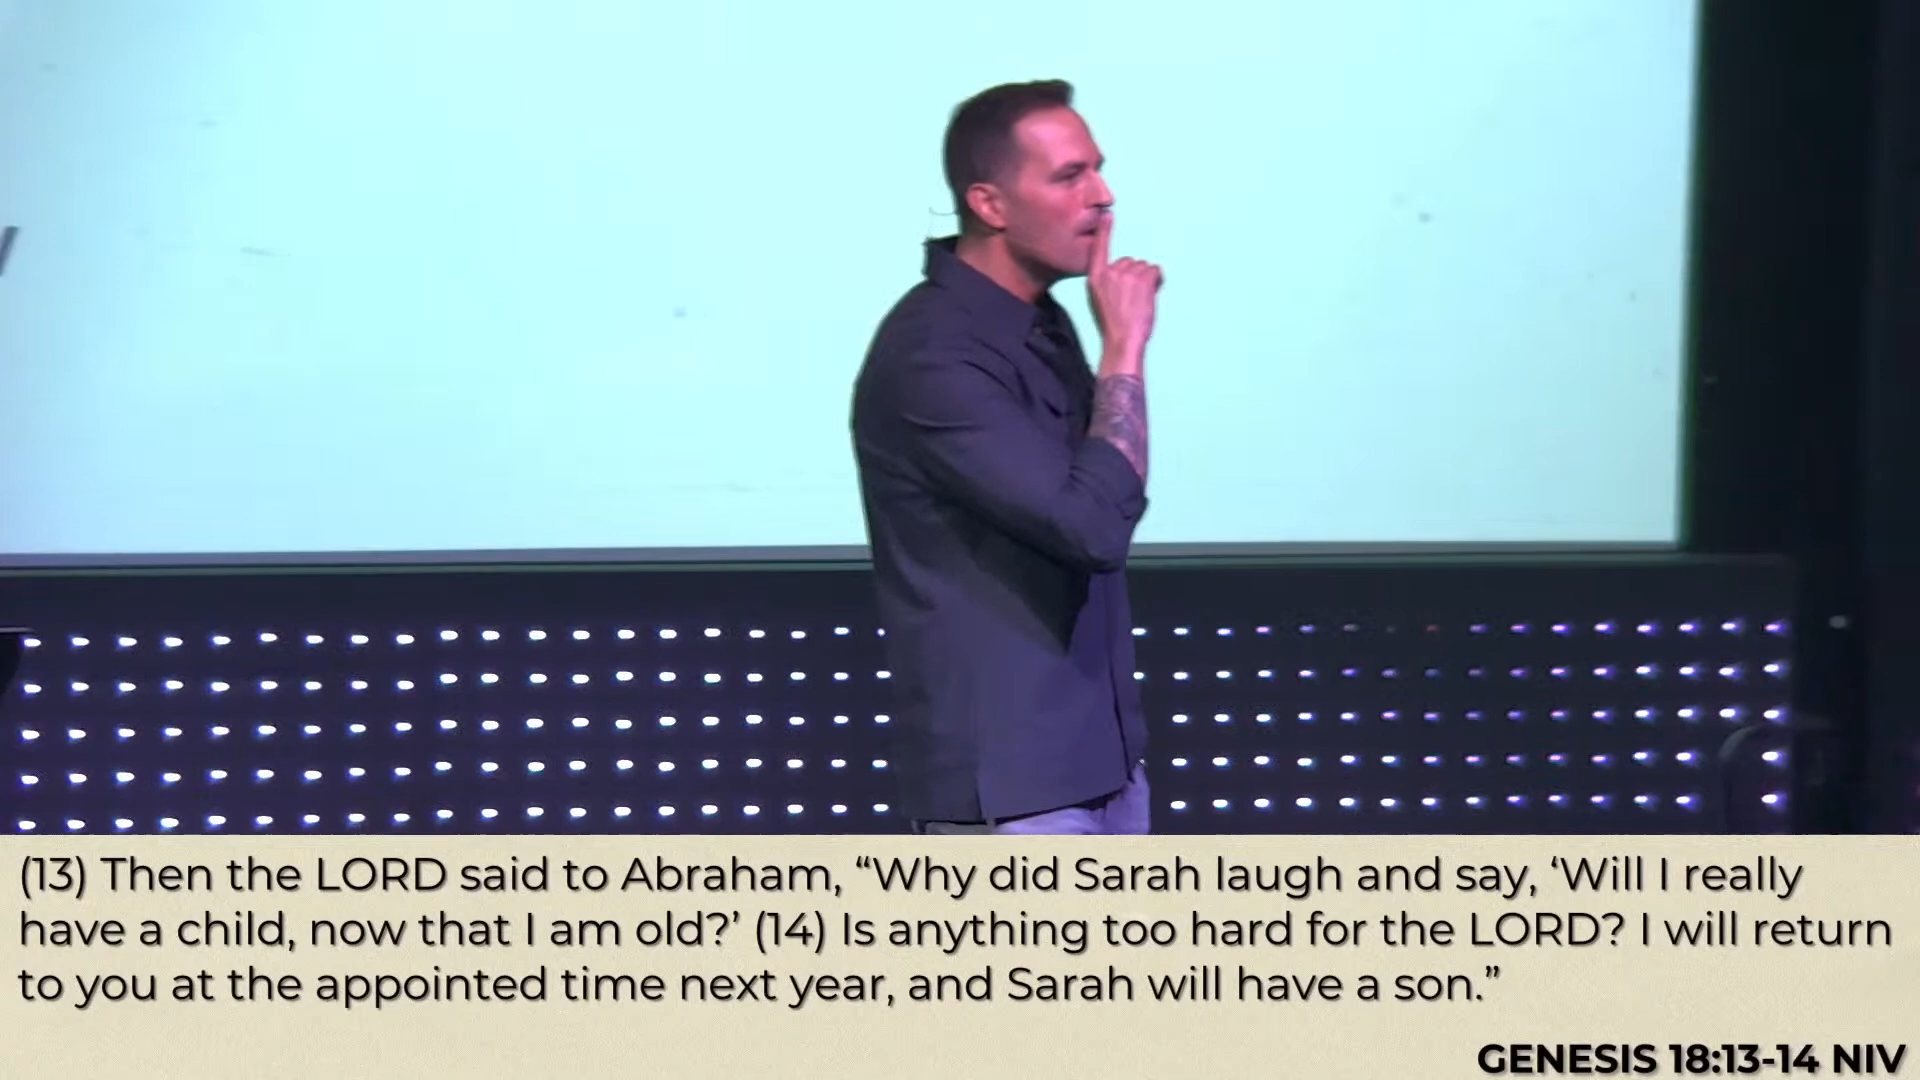 (13) Then the LORD said to Abraham, “Why did Sarah laugh and say, ‘Will I really
have a child, now that I am old?’ (14) Is anything too hard for the LORD? I will return
to you at the appointed time next year, and Sarah will have a son.”
GENESIS 18:13-14 NIV